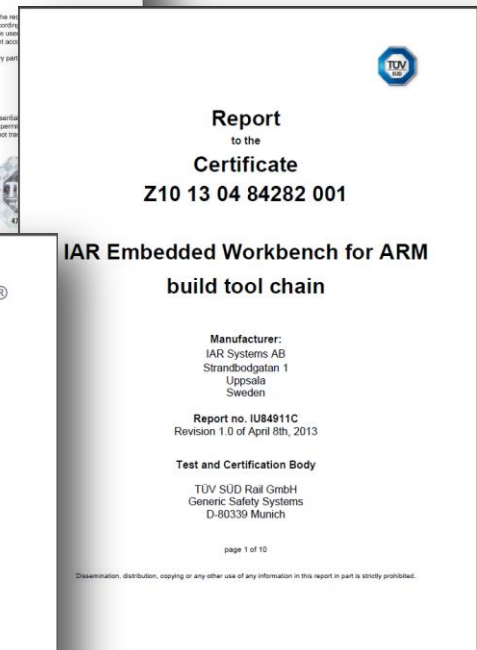 TÜV
SÜD
Report
to the
Certificate
Z10 13 04 84282 001
IAR Embedded Workbench for ARM
build tool chain
Manufacturer:
IAR Systems AB
Strandbodgatan 1
Uppsala
Sweden
Report no. IU84911C
Revision 1.0 of April 8th, 2013
Test and Certification Body
TÜV SÜD Rail GmbH
Generic Safety Systems
D-80339 Munich
page 1 of 10
Dissemination, distribution, copying or any other use of any information in this report in part is strictly prohibited.
®